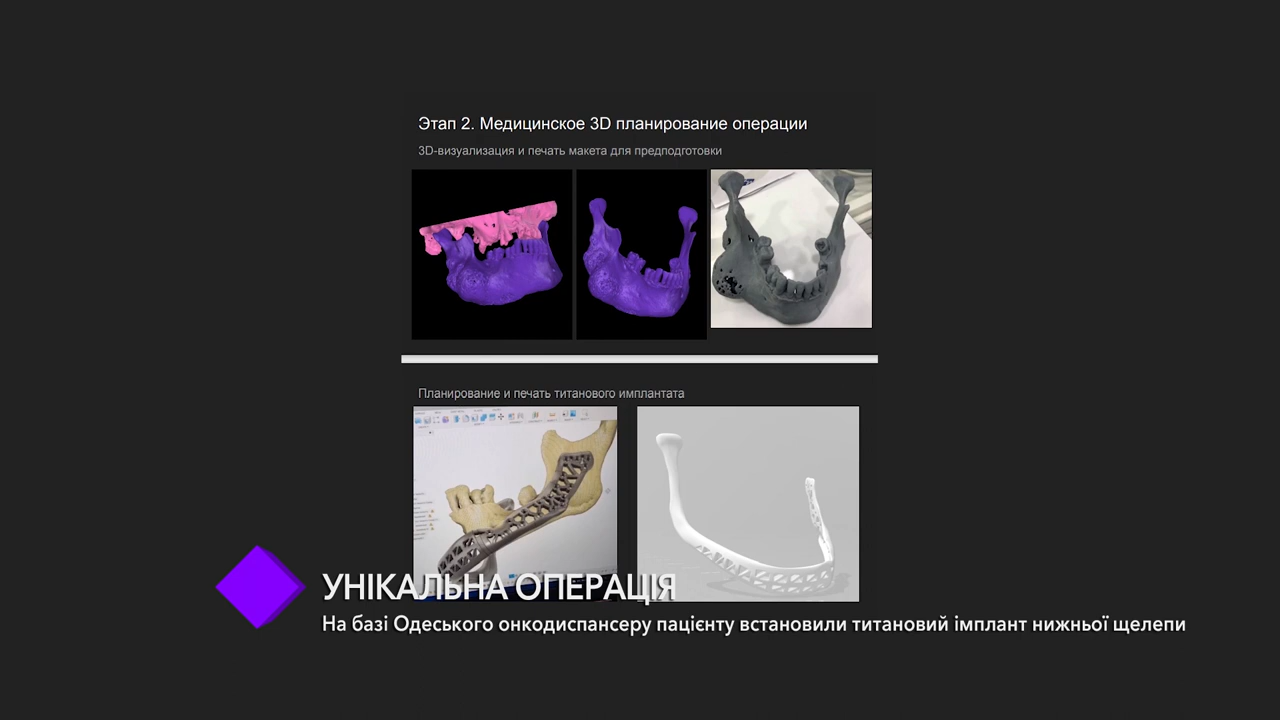 Этап 2. Медицинское 3D планирование операции
3D-визуализация и печать макета для предподготовки
Планирование и печать титанового имплантата
УНІКАЛЬНА ОПЕРАЦІЯ
На базі Одеського онкодиспансеру пацієнту встановили титановий імплант нижньої щелепи